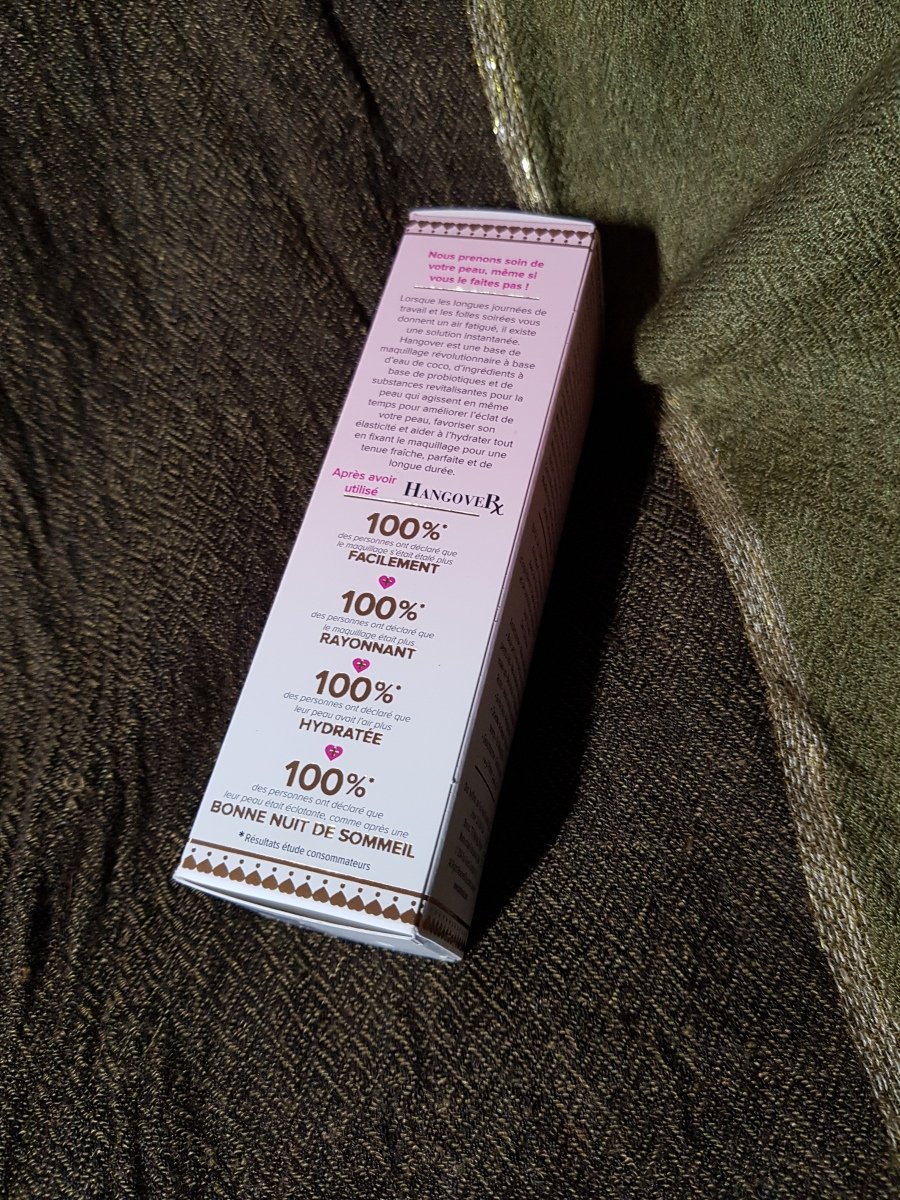 Nous prenons soin de
votre peau, même si
vous le faites pas !
Lorsque les longues journées de
travail et les folles soirées vous
donnent un air fatigué, il existe
une solution instantanée.
Hangover est une base de
maquillage révolutionnaire à base
d'eau de coco, d'ingrédients à
base de probiotiques et de
substances revitalisantes pour la
peau qui agissent en même
temps pour améliorer l'éclat de
votre peau, favoriser son
élasticité et aider à l'hydrater tout
en fixant le maquillage pour une
tenue fraîche, parfaite et de
longue durée.
Après avoir
utilisé HANGOVERx
100%*
des personnes ont déclaré que
le maquillage s'était étalé plus
FACILEMENT
100%*
des personnes ont déclaré que
le maquillage était plus
RAYONNANT
100%*
des personnes ont déclaré que
leur peau avait l'air plus
HYDRATÉE
100%*
des personnes ont déclaré que
leur peau était éclatante, comme après une
BONNE NUIT DE SOMMEIL
*Résultats étude consommateurs